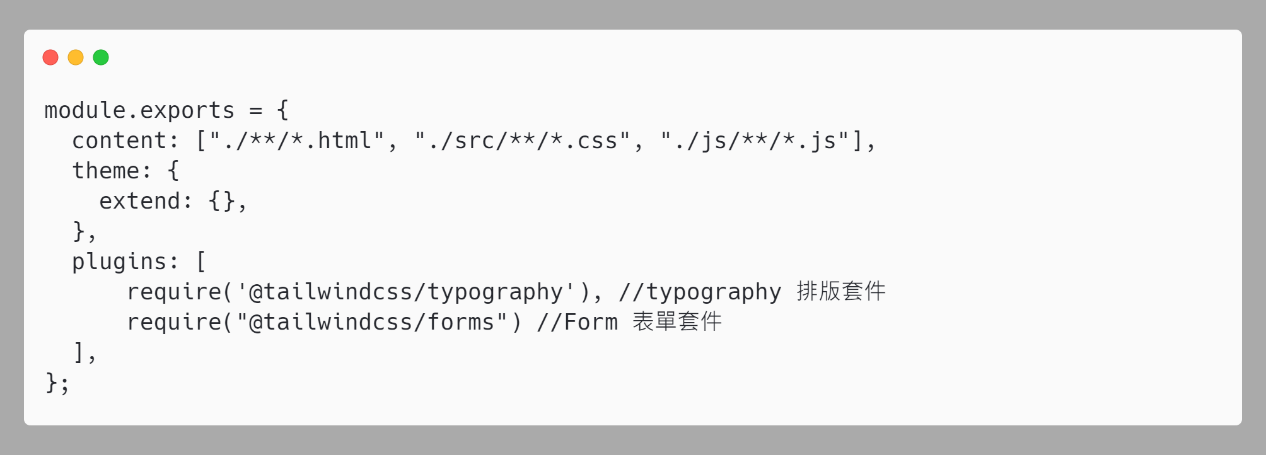 module.exports = {
  content: ["./**/*.html", "./src/**/*.css", "./js/**/*.js"],
  theme: {
    extend: {},
  },
  plugins: [
      require('@tailwindcss/typography'), //typography 排版套件
      require("@tailwindcss/forms") //Form 表單套件
  ],
};